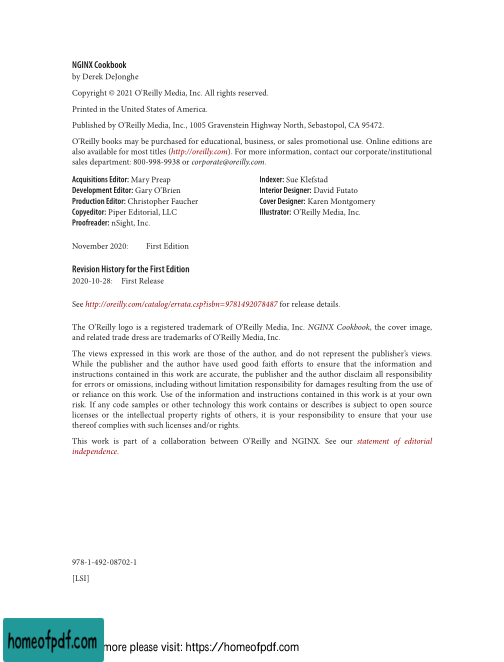 NGINX Cookbook
by Derek DeJonghe
Copyright © 2021 O'Reilly Media, Inc. All rights reserved.
Printed in the United States of America.
Published by O'Reilly Media, Inc., 1005 Gravenstein Highway North, Sebastopol, CA 95472.
O'Reilly books may be purchased for educational, business, or sales promotional use. Online editions are
also available for most titles (http://oreilly.com). For more information, contact our corporate/institutional
sales department: 800-998-9938 or corporate@oreilly.com.
Acquisitions Editor: Mary Preap
Development Editor: Gary O'Brien
Production Editor: Christopher Faucher
Copyeditor: Piper Editorial, LLC
Proofreader: nSight, Inc.
Indexer: Sue Klefstad
Interior Designer: David Futato
Cover Designer: Karen Montgomery
Illustrator: O'Reilly Media, Inc.
November 2020: First Edition
Revision History for the First Edition
2020-10-28: First Release
See http://oreilly.com/catalog/errata.csp?isbn=9781492078487 for release details.
The O'Reilly logo is a registered trademark of O'Reilly Media, Inc. NGINX Cookbook, the cover image,
and related trade dress are trademarks of O'Reilly Media, Inc.
The views expressed in this work are those of the author, and do not represent the publisher's views.
While the publisher and the author have used good faith efforts to ensure that the information and
instructions contained in this work are accurate, the publisher and the author disclaim all responsibility
for errors or omissions, including without limitation responsibility for damages resulting from the use of
or reliance on this work. Use of the information and instructions contained in this work is at your own
risk. If any code samples or other technology this work contains or describes is subject to open source
licenses or the intellectual property rights of others, it is your responsibility to ensure that your use
thereof complies with such licenses and/or rights.
This work is part of a collaboration between O'Reilly and NGINX. See our statement of editorial
independence.
978-1-492-08702-1
[LSI]
homeofpdf.com
more please visit: https://homeofpdf.com